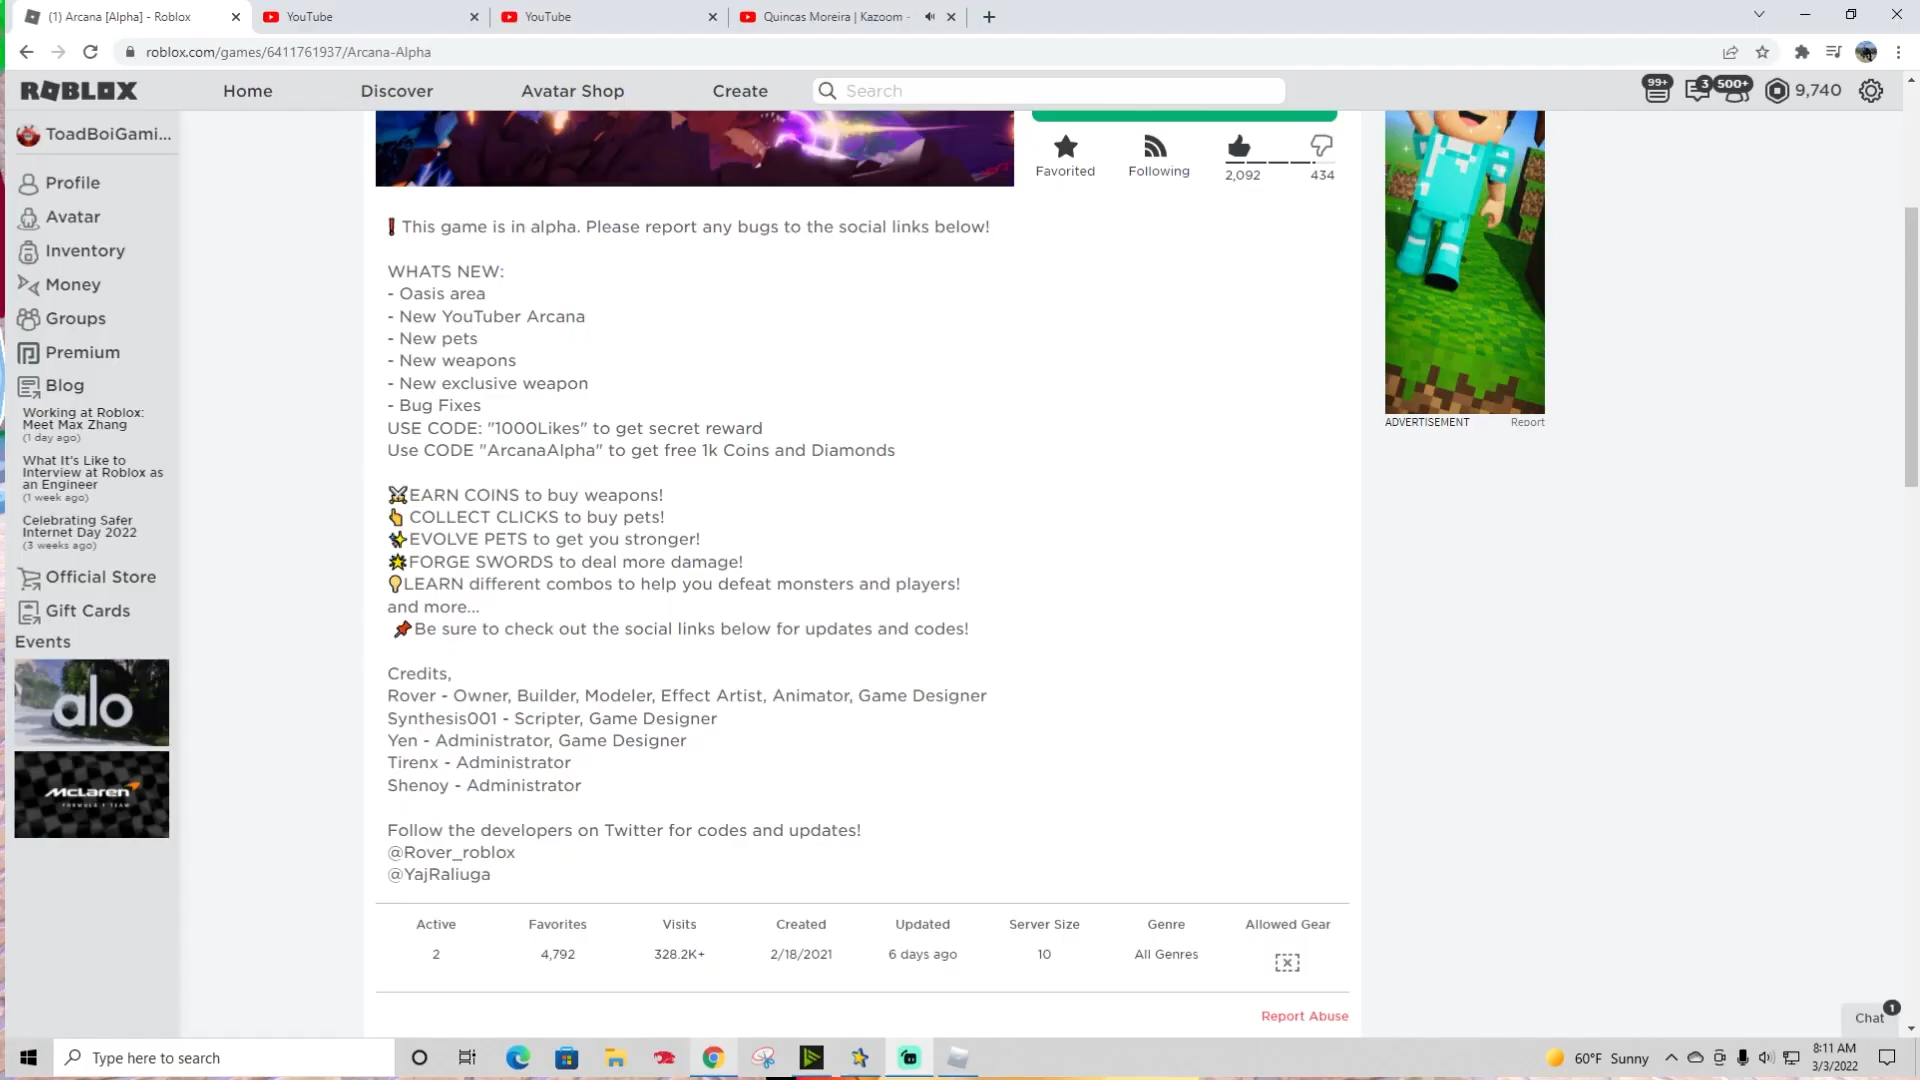 (1) Arcana [Alpha] - Roblox
YouTube
YouTube
Quincas Moreira | Kazoom -
roblox.com/games/6411761937/Arcana-Alpha
ROBLOX
Home
Discover
Avatar Shop
Create
Search
99+
3
500+
9,740
ToadBoiGami...
Profile
Avatar
Inventory
Money
Groups
Premium
Blog
Working at Roblox:
Meet Max Zhang
(1 day ago)
What It's Like to
Interview at Roblox as
an Engineer
(1 week ago)
Celebrating Safer
Internet Day 2022
(3 weeks ago)
Official Store
Gift Cards
Events
alo
McLaren
FORMULA 1 TEAM
Favorited
Following
2,092
434
❗This game is in alpha. Please report any bugs to the social links below!
WHATS NEW:
- Oasis area
- New YouTuber Arcana
- New pets
- New weapons
- New exclusive weapon
- Bug Fixes
USE CODE: "1000Likes" to get secret reward
Use CODE "ArcanaAlpha" to get free 1k Coins and Diamonds
⚔️EARN COINS to buy weapons!
👆 COLLECT CLICKS to buy pets!
✨EVOLVE PETS to get you stronger!
🌟FORGE SWORDS to deal more damage!
💡LEARN different combos to help you defeat monsters and players!
and more...
📌Be sure to check out the social links below for updates and codes!
Credits,
Rover - Owner, Builder, Modeler, Effect Artist, Animator, Game Designer
Synthesis001 - Scripter, Game Designer
Yen - Administrator, Game Designer
Tirenx - Administrator
Shenoy - Administrator
Follow the developers on Twitter for codes and updates!
@Rover_roblox
@YajRaliuga
Active
Favorites
Visits
Created
Updated
Server Size
Genre
Allowed Gear
2
4,792
328.2K+
2/18/2021
6 days ago
10
All Genres
Report Abuse
ADVERTISEMENT
Report
Chat
1
Type here to search
60°F Sunny
8:11 AM
3/3/2022